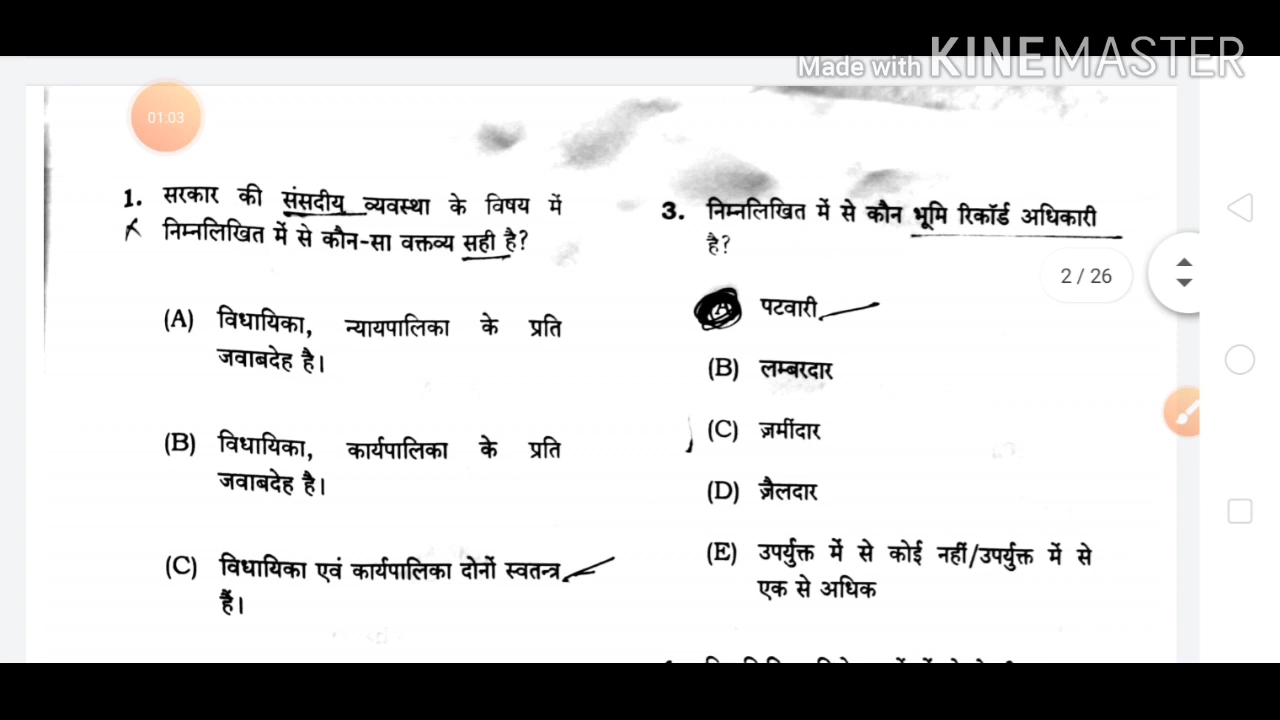 Made with KINEMASTER
01:03
1. सरकार की संसदीय व्यवस्था के विषय में
निम्नलिखित में से कौन-सा वक्तव्य सही है?
(A) विधायिका, न्यायपालिका के प्रति
जवाबदेह है।
(B) विधायिका, कार्यपालिका के प्रति
जवाबदेह है।
(C) विधायिका एवं कार्यपालिका दोनों स्वतन्त्र
हैं।
3. निम्नलिखित में से कौन भूमि रिकॉर्ड अधिकारी
है?
2 / 26
(A) पटवारी
(B) लम्बरदार
(C) ज़मींदार
(D) ज़ैलदार
(E) उपर्युक्त में से कोई नहीं/उपर्युक्त में से
एक से अधिक